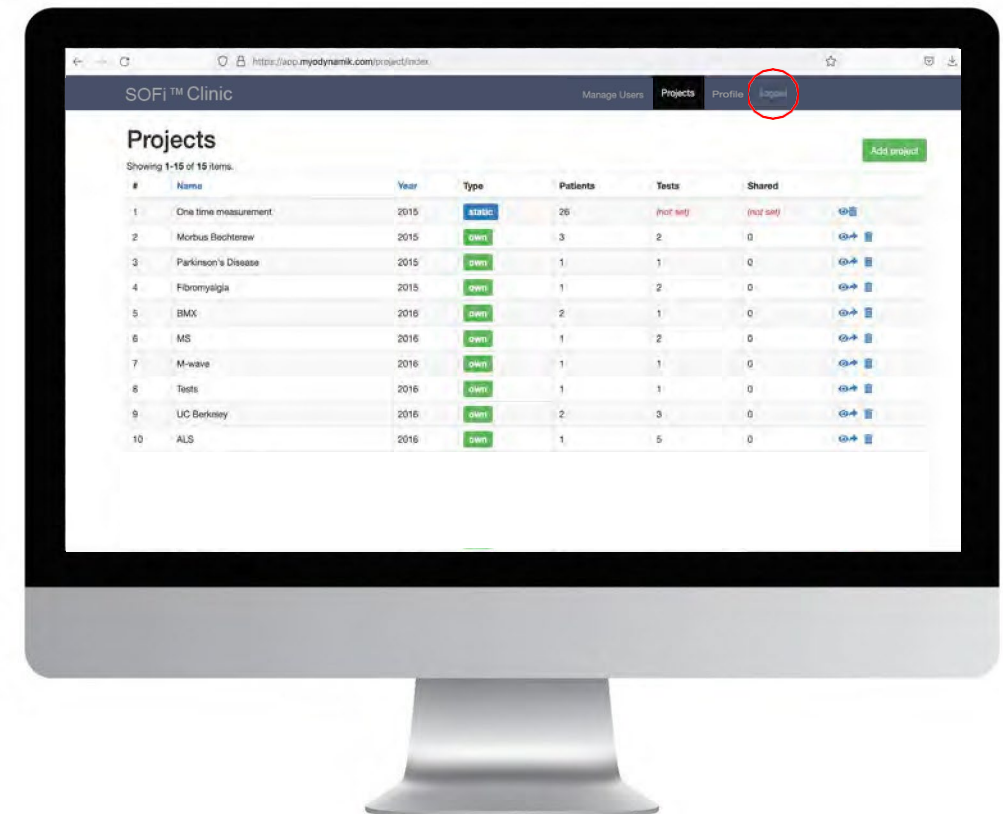 https://app.myodynamik.com/project/index
SOFi ™ Clinic Manage Users Projects Profile Logout
Projects
Add project
Showing 1-15 of 15 items.
# Name Year Type Patients Tests Shared
1 One time measurement 2015 static 26 (not set) (not set)
2 Morbus Bechterew 2015 own 3 2 0
3 Parkinson's Disease 2015 own 1 1 0
4 Fibromyalgia 2015 own 1 2 0
5 BMX 2016 own 2 1 0
6 MS 2016 own 1 2 0
7 M-wave 2016 own 1 1 0
8 Tests 2016 own 1 1 0
9 UC Berkeley 2016 own 2 3 0
10 ALS 2016 own 1 5 0